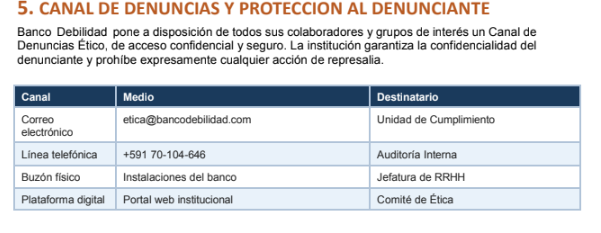 5. CANAL DE DENUNCIAS Y PROTECCION AL DENUNCIANTE
Banco Debilidad pone a disposición de todos sus colaboradores y grupos de interés un Canal de
Denuncias Ético, de acceso confidencial y seguro. La institución garantiza la confidencialidad del
denunciante y prohíbe expresamente cualquier acción de represalia.
Canal Medio Destinatario
Correo electrónico etica@bancodebilidad.com Unidad de Cumplimiento
Línea telefónica +591 70-104-646 Auditoría Interna
Buzón físico Instalaciones del banco Jefatura de RRHH
Plataforma digital Portal web institucional Comité de Ética